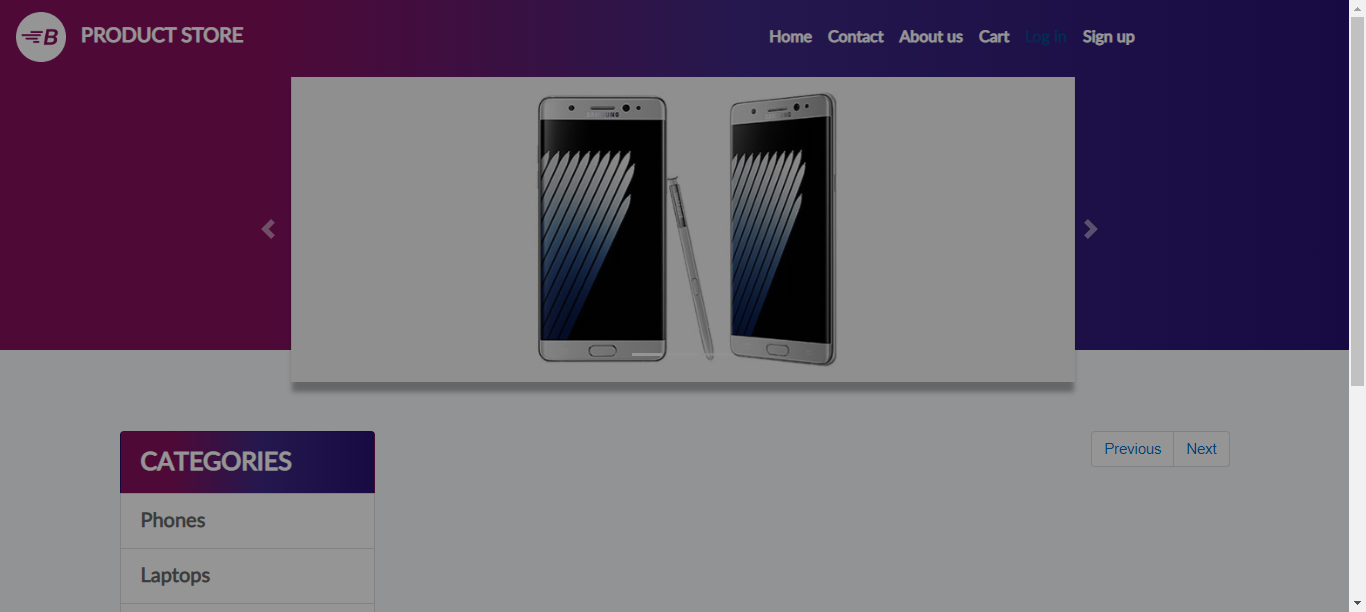 B PRODUCT STORE
Home Contact About us Cart Log in Sign up
SAMSUNG SAMSUNG
CATEGORIES
Previous Next
Phones
Laptops